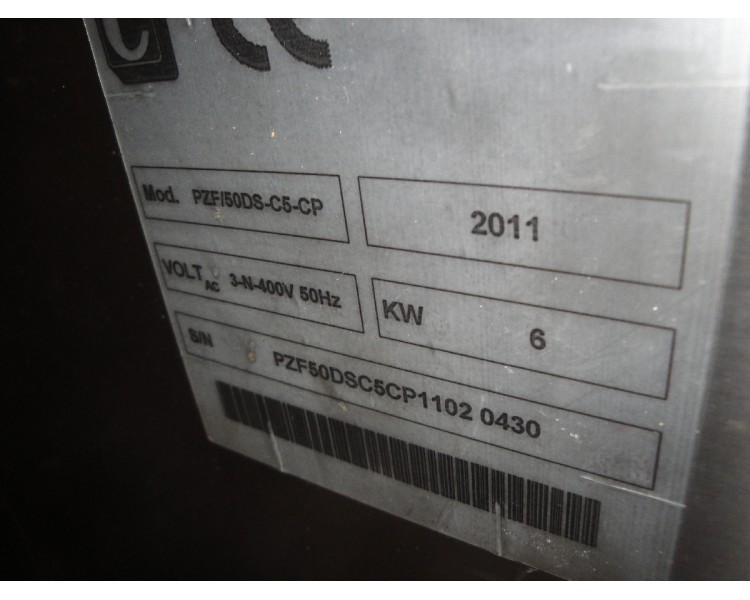 CE
Mod. PZF/50DS-C5-CP 2011
VOLT AC 3-N-400V 50Hz KW 6
S/N PZF50DSC5CP1102 0430